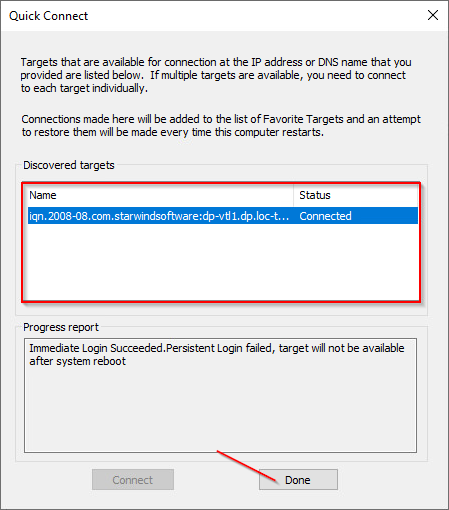 Quick Connect
Targets that are available for connection at the IP address or DNS name that you
provided are listed below.  If multiple targets are available, you need to connect
to each target individually.
Connections made here will be added to the list of Favorite Targets and an attempt
to restore them will be made every time this computer restarts.
Discovered targets
Name Status
iqn.2008-08.com.starwindsoftware:dp-vtl1.dp.loc-t... Connected
Progress report
Immediate Login Succeeded.Persistent Login failed, target will not be available
after system reboot
Connect Done